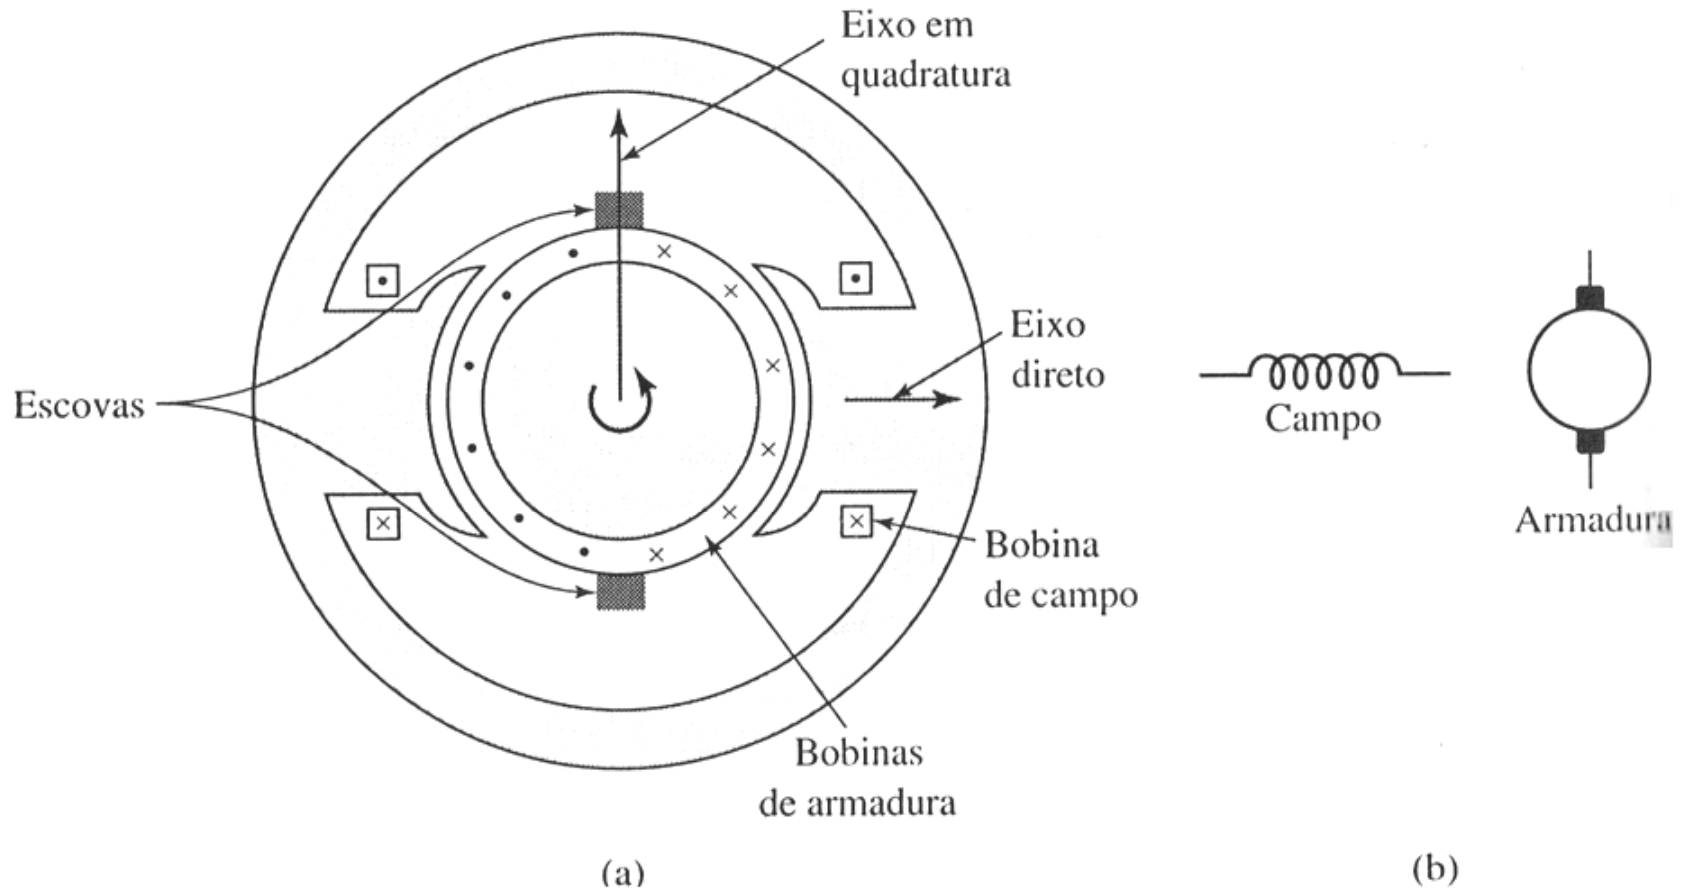 Eixo em
quadratura
Eixo
direto
Escovas
Bobina
de campo
Bobinas
de armadura
(a)
Campo
Armadura
(b)